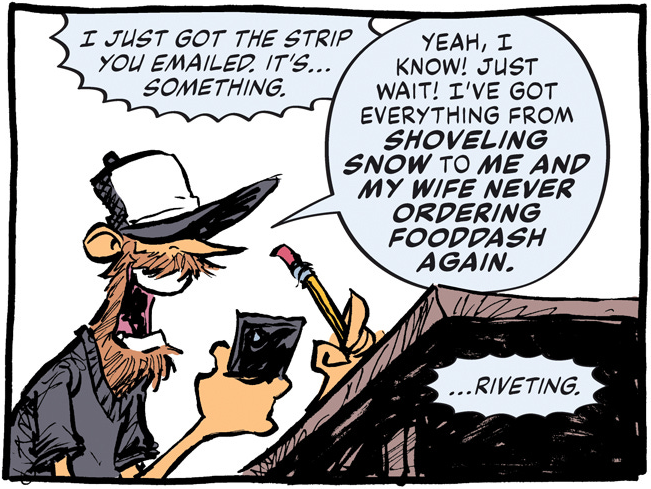 I JUST GOT THE STRIP
YOU EMAILED. IT'S...
SOMETHING.
YEAH, I
KNOW! JUST
WAIT! I'VE GOT
EVERYTHING FROM
SHOVELING
SNOW TO ME AND
MY WIFE NEVER
ORDERING
FOODDASH
AGAIN.
...RIVETING.